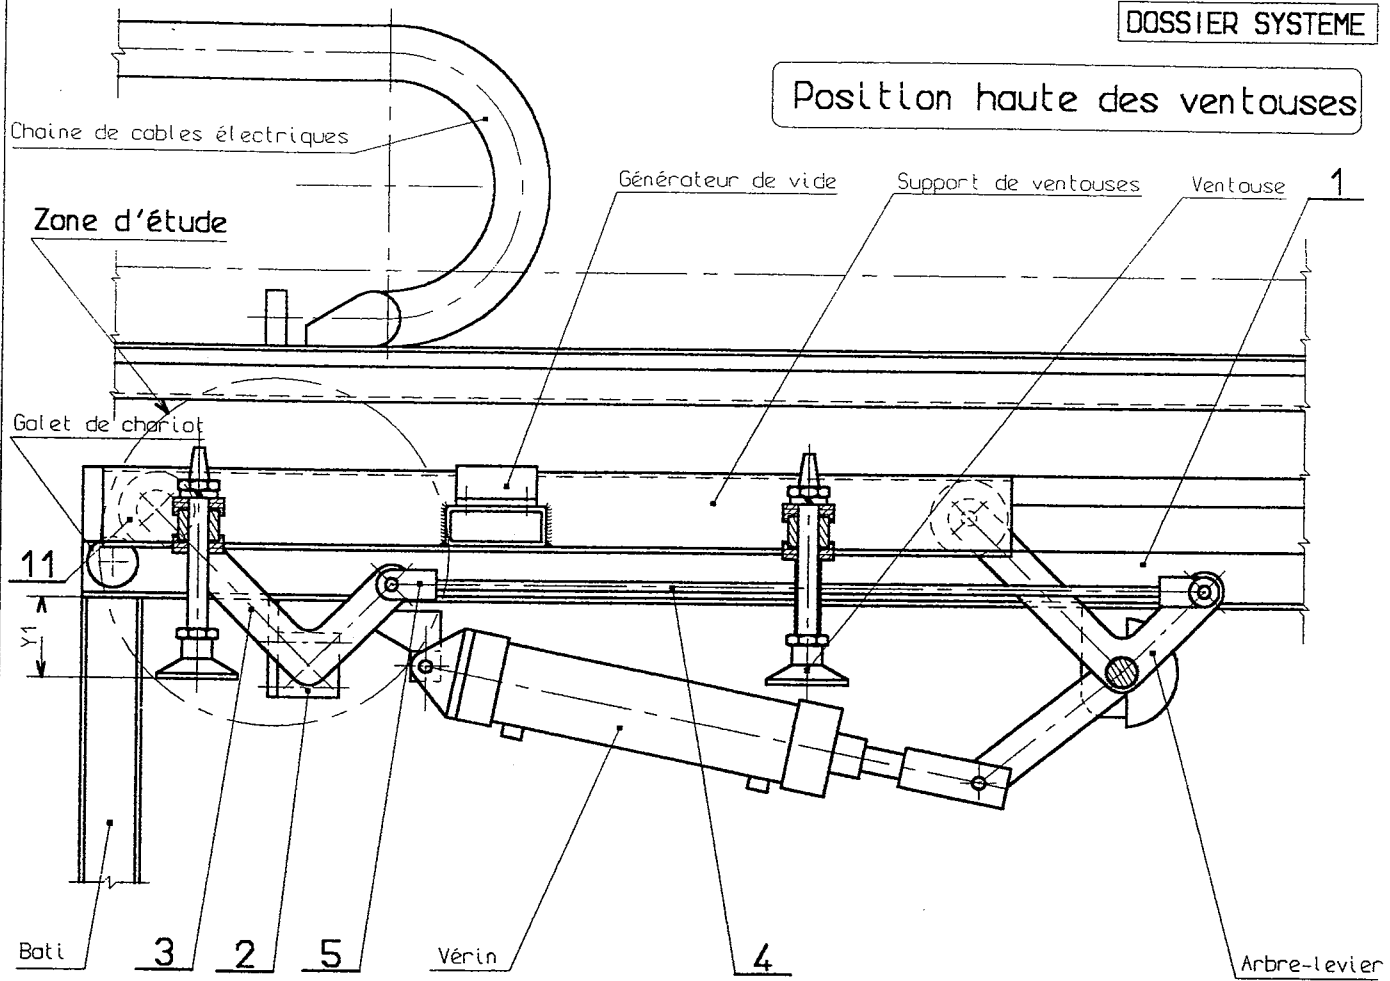 DOSSIER SYSTEME
Position haute des ventouses
Chaine de cables électriques
Générateur de vide
Support de ventouses
Ventouse
1
Zone d'étude
Galet de chariot
11
Y1
Bati
3
2
5
Vérin
4
Arbre-levier